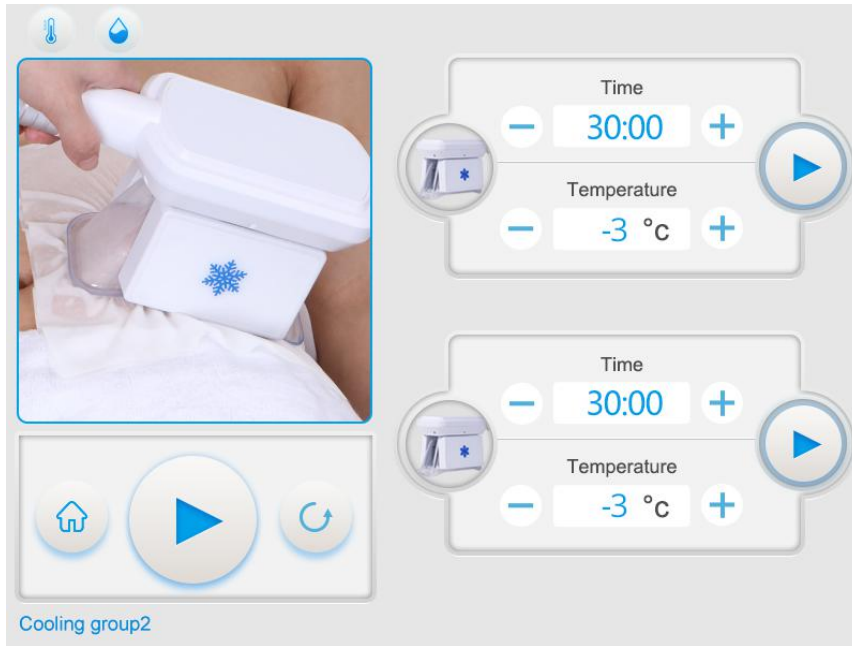 Time
30:00
Temperature
-3 °c
Time
30:00
Temperature
-3 °c
Cooling group2